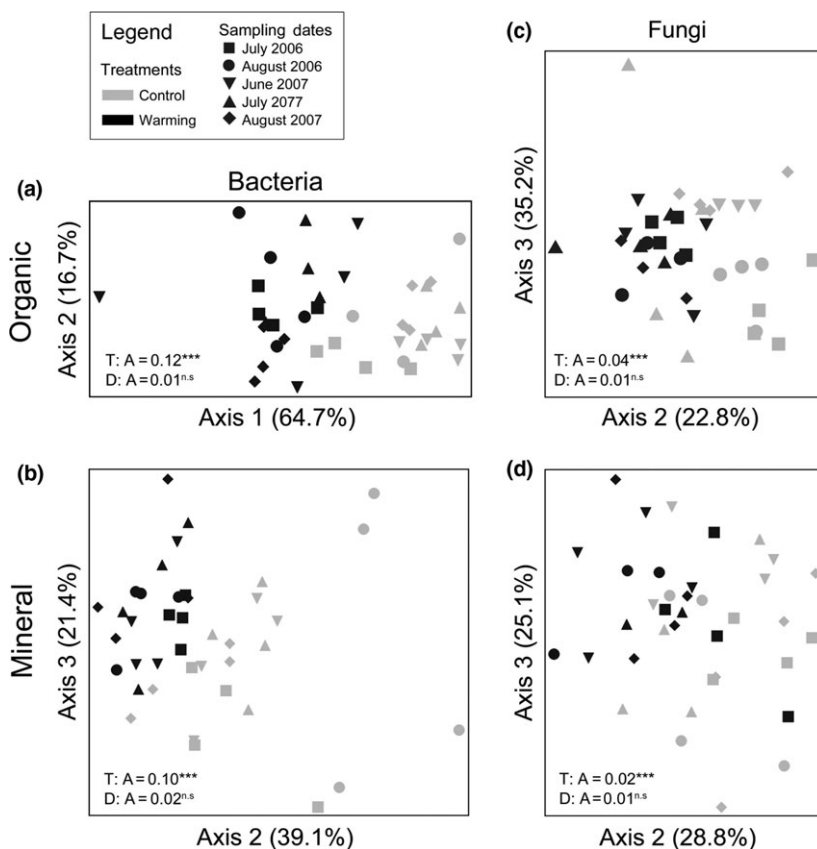 Legend
Sampling dates
July 2006
August 2006
June 2007
July 2077
August 2007
Treatments
Control
Warming
(a)
Bacteria
Organic
Axis 2 (16.7%)
T: A = 0.12***
D: A = 0.01n.s
Axis 1 (64.7%)
(c)
Fungi
Axis 3 (35.2%)
T: A = 0.04***
D: A = 0.01n.s
Axis 2 (22.8%)
(b)
Mineral
Axis 3 (21.4%)
T: A = 0.10***
D: A = 0.02n.s
Axis 2 (39.1%)
(d)
Axis 3 (25.1%)
T: A = 0.02***
D: A = 0.01n.s
Axis 2 (28.8%)